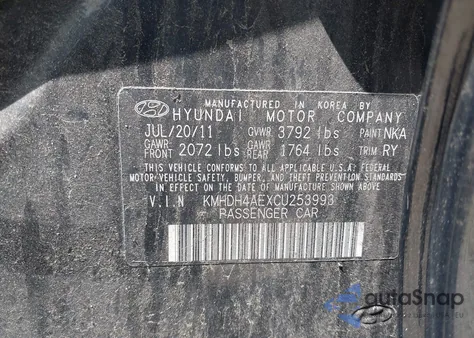 MANUFACTURED IN KOREA BY
HYUNDAI MOTOR COMPANY
JUL/20/11 GVWR 3792 lbs PAINT NKA
GAWR FRONT 2072 lbs GAWR REAR 1764 lbs TRIM RY
THIS VEHICLE CONFORMS TO ALL APPLICABLE U.S.A. FEDERAL
MOTOR-VEHICLE SAFETY, BUMPER, AND THEFT PREVENTION STANDARDS
IN EFFECT ON THE DATE OF MANUFACTURE SHOWN ABOVE.
V.I.N KMHDH4AEXCU253993
PASSENGER CAR
autaSnap